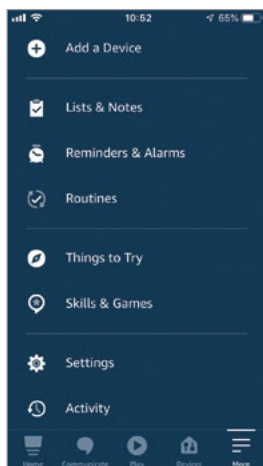 10:52 65%
Add a Device
Lists & Notes
Reminders & Alarms
Routines
Things to Try
Skills & Games
Settings
Activity
Home Communicate Play Devices More